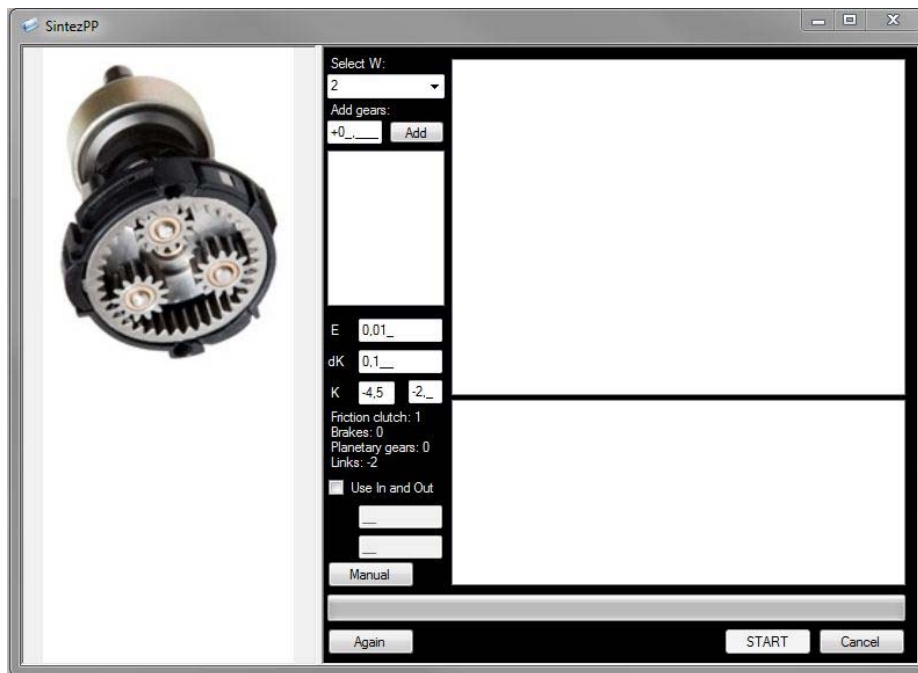 SintezPP
Select W:
2
Add gears:
+0_,___ Add
E 0,01_
dK 0,1__
K -4,5 -2,_
Friction clutch: 1
Brakes: 0
Planetary gears: 0
Links: -2
Use In and Out
__
__
Manual
Again START Cancel